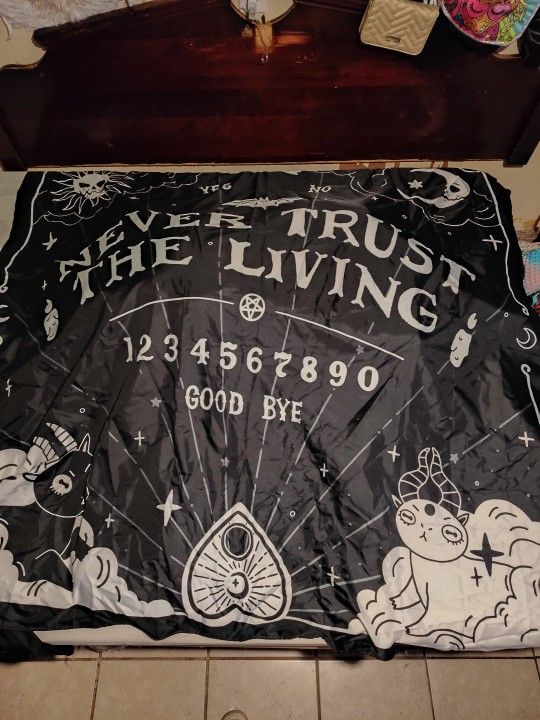 YES NO
NEVER TRUST
THE LIVING
1234567890
GOOD BYE